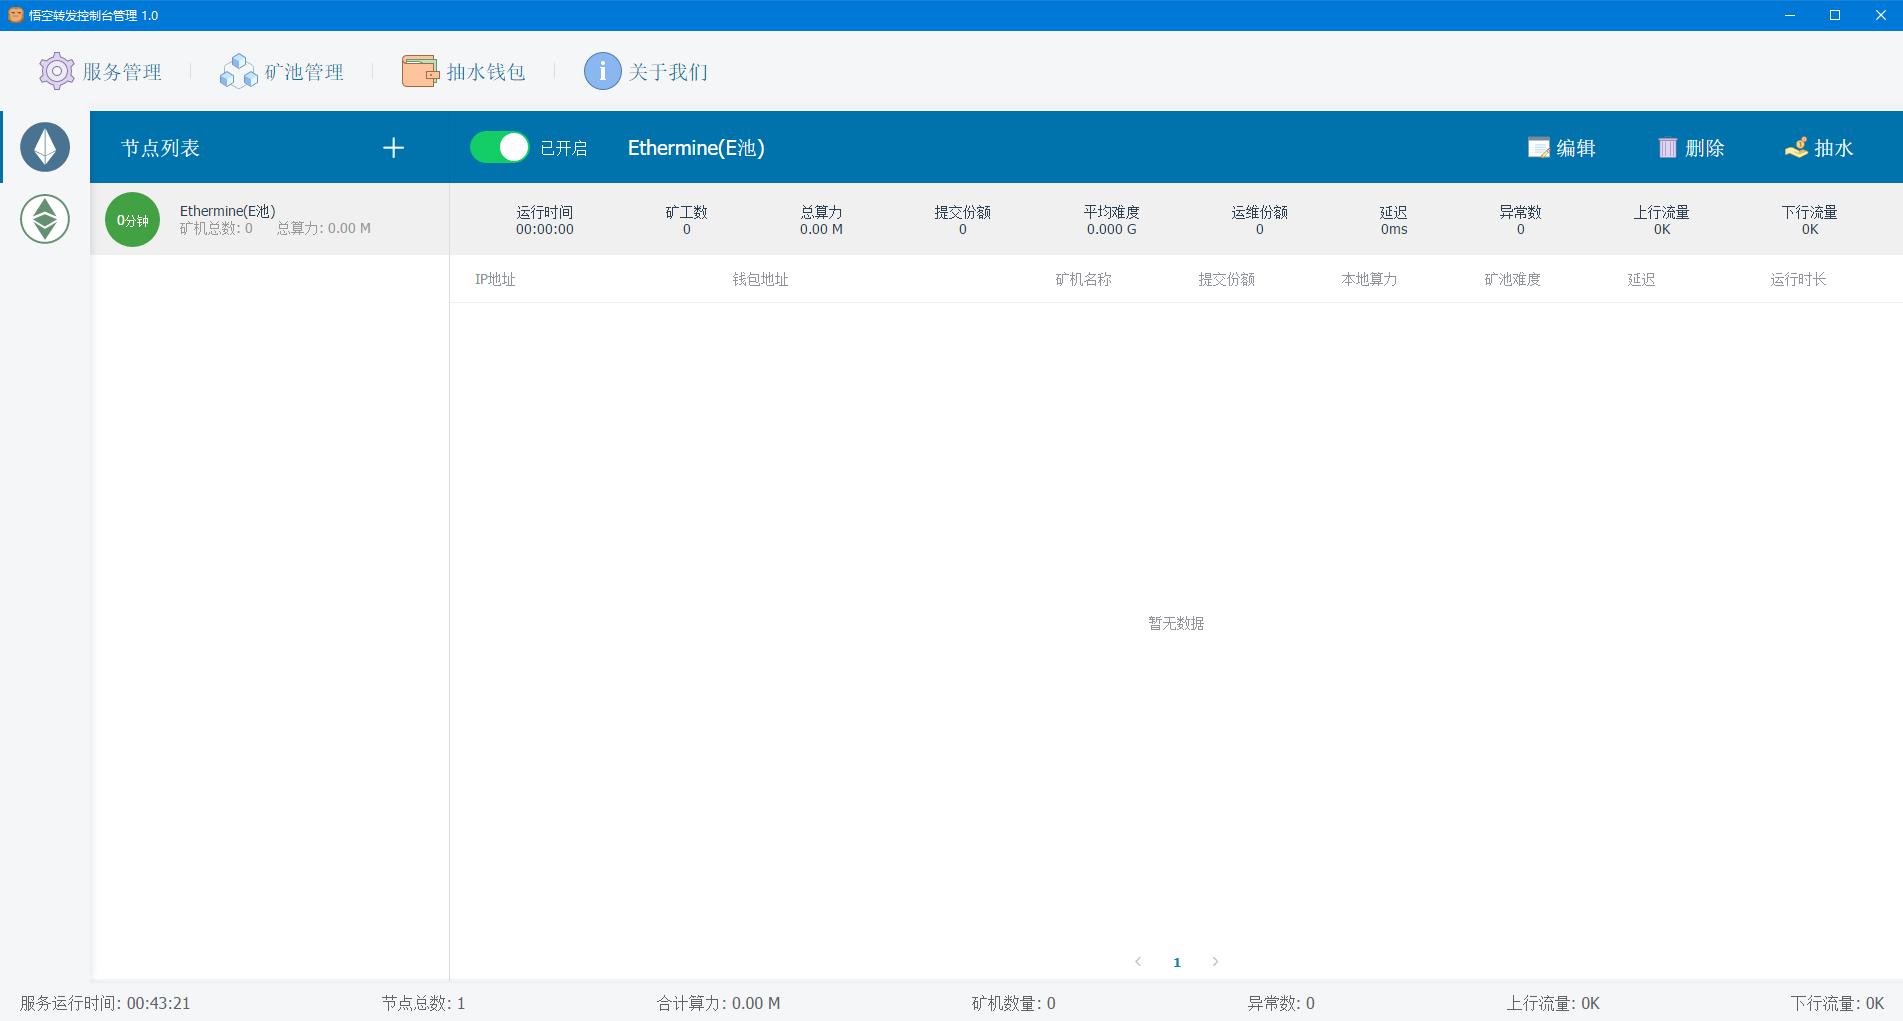 悟空转发控制台管理 1.0
服务管理
矿池管理
抽水钱包
i 关于我们
节点列表
已开启 Ethermine(E池)
编辑
删除
抽水
0分钟
Ethermine(E池)
矿机总数: 0 总算力: 0.00 M
运行时间 矿工数 总算力 提交份额 平均难度 运维份额 延迟 异常数 上行流量 下行流量
00:00:00 0 0.00 M 0 0.000 G 0 0ms 0 0K 0K
IP地址 钱包地址 矿机名称 提交份额 本地算力 矿池难度 延迟 运行时长
暂无数据
1
服务运行时间: 00:43:21 节点总数: 1 合计算力: 0.00 M 矿机数量: 0 异常数: 0 上行流量: 0K 下行流量: 0K